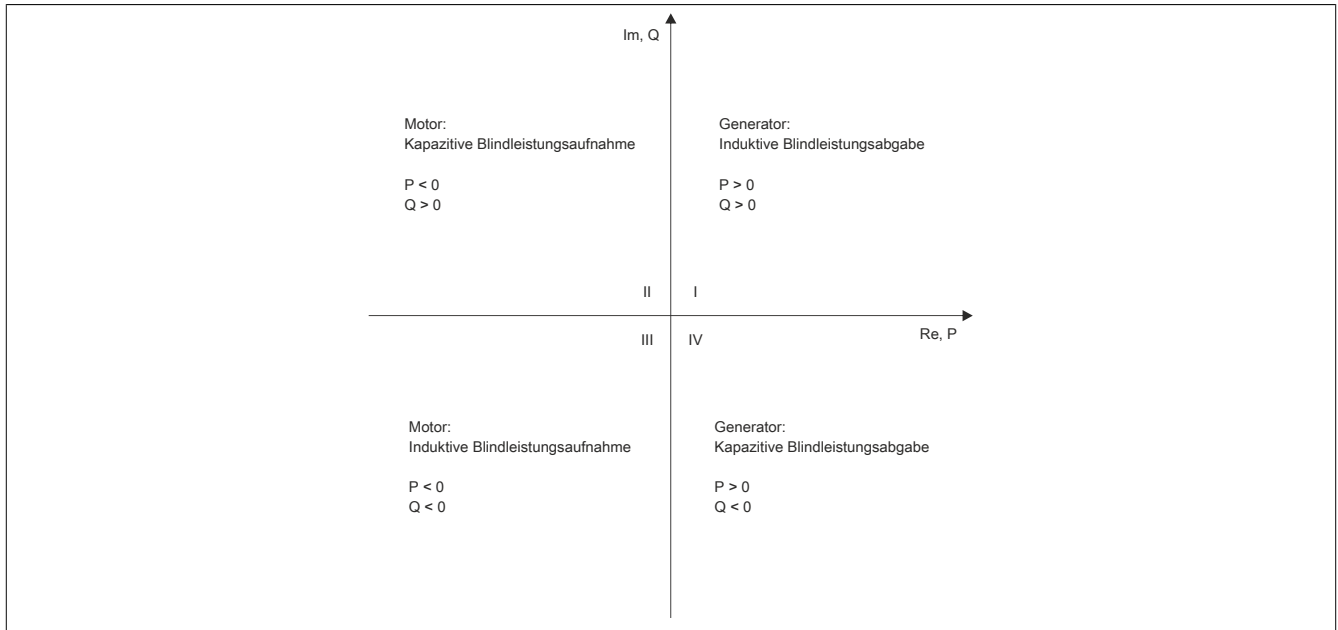 Im, Q
Motor:
Kapazitive Blindleistungsaufnahme
P < 0
Q > 0
Generator:
Induktive Blindleistungsabgabe
P > 0
Q > 0
II
I
III
IV
Re, P
Motor:
Induktive Blindleistungsaufnahme
P < 0
Q < 0
Generator:
Kapazitive Blindleistungsabgabe
P > 0
Q < 0